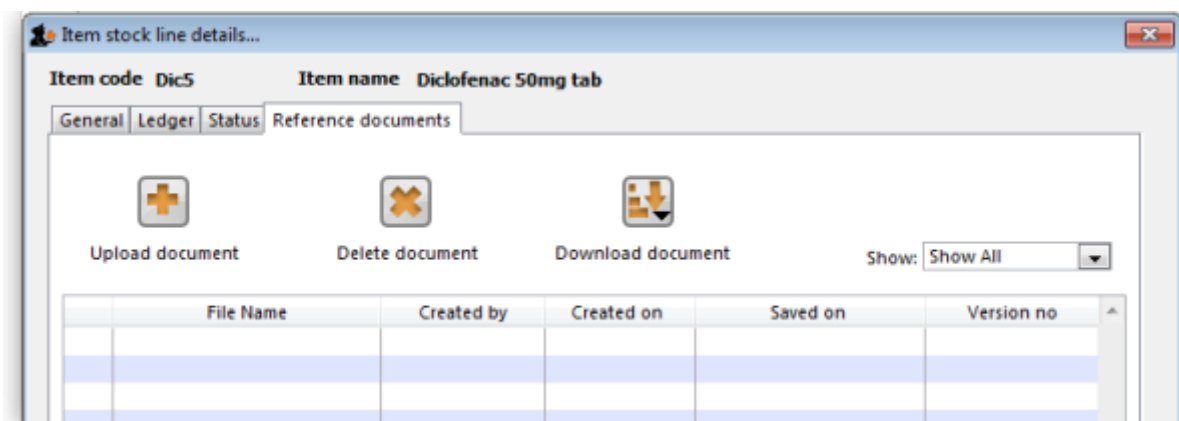 Item stock line details...
Item code Dic5 Item name Diclofenac 50mg tab
General Ledger Status Reference documents
Upload document Delete document Download document Show: Show All
File Name Created by Created on Saved on Version no